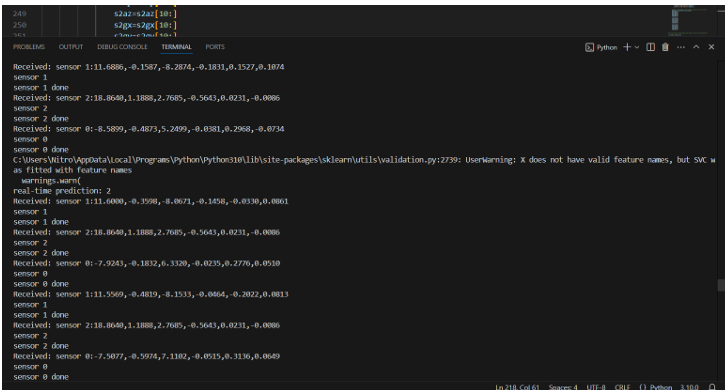 249 s2az=s2az[10:]
250 s2gx=s2gx[10:]
251 s2gy=s2gy[10:]
PROBLEMS OUTPUT DEBUG CONSOLE TERMINAL PORTS Python
Received: sensor 1:11.6886,-0.1587,-8.2874,-0.1831,0.1527,0.1074
sensor 1
sensor 1 done
Received: sensor 2:18.8640,1.1888,2.7685,-0.5643,0.0231,-0.0086
sensor 2
sensor 2 done
Received: sensor 0:-8.5899,-0.4873,5.2499,-0.0381,0.2968,-0.0734
sensor 0
sensor 0 done
C:\Users\Nitro\AppData\Local\Programs\Python\Python310\lib\site-packages\sklearn\utils\validation.py:2739: UserWarning: X does not have valid feature names, but SVC w
as fitted with feature names
warnings.warn(
real-time prediction: 2
Received: sensor 1:11.6000,-0.3598,-8.0671,-0.1458,-0.0330,0.0861
sensor 1
sensor 1 done
Received: sensor 2:18.8640,1.1888,2.7685,-0.5643,0.0231,-0.0086
sensor 2
sensor 2 done
Received: sensor 0:-7.9243,-0.1832,6.3320,-0.0235,0.2776,0.0510
sensor 0
sensor 0 done
Received: sensor 1:11.5569,-0.4819,-8.1533,-0.0464,-0.2022,0.0813
sensor 1
sensor 1 done
Received: sensor 2:18.8640,1.1888,2.7685,-0.5643,0.0231,-0.0086
sensor 2
sensor 2 done
Received: sensor 0:-7.5077,-0.5974,7.1102,-0.0515,0.3136,0.0649
sensor 0
sensor 0 done
Ln 218, Col 61 Spaces: 4 UTF-8 CRLF { } Python 3.10.0